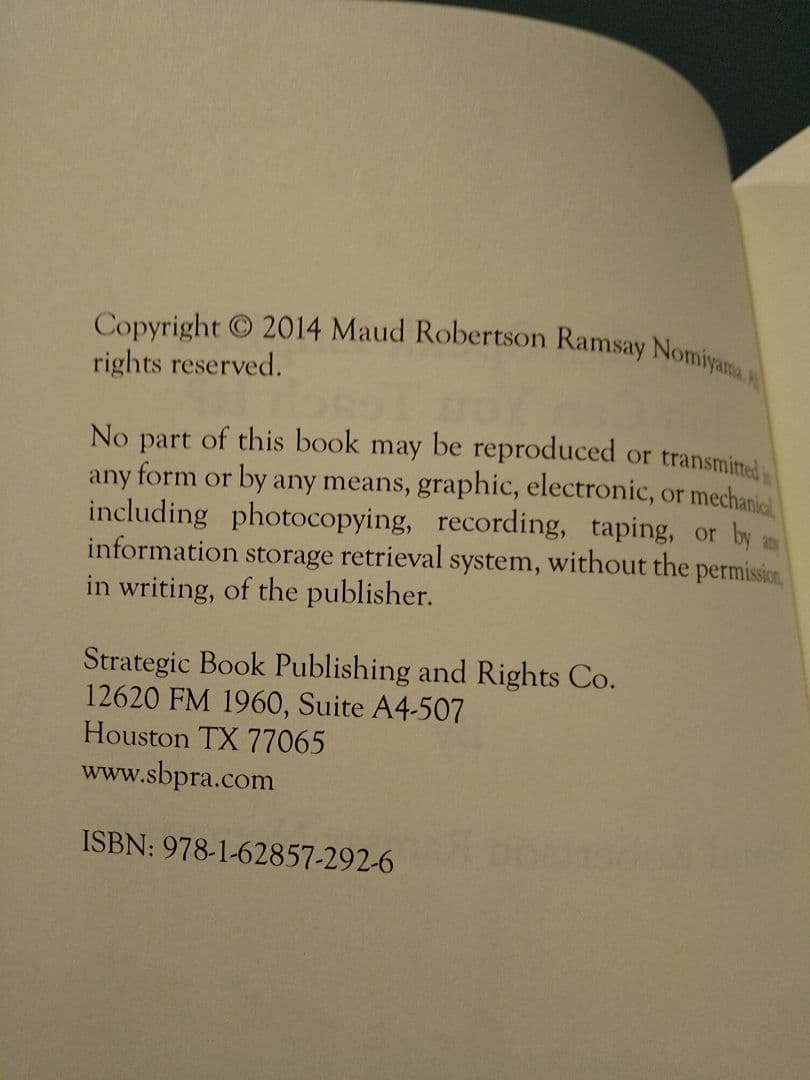 Copyright © 2014 Maud Robertson Ramsay Nomiyama.
rights reserved.
No part of this book may be reproduced or transmitted
any form or by any means, graphic, electronic, or mechanical,
including photocopying, recording, taping, or by any
information storage retrieval system, without the permission,
in writing, of the publisher.
Strategic Book Publishing and Rights Co.
12620 FM 1960, Suite A4-507
Houston TX 77065
www.sbpra.com
ISBN: 978-1-62857-292-6